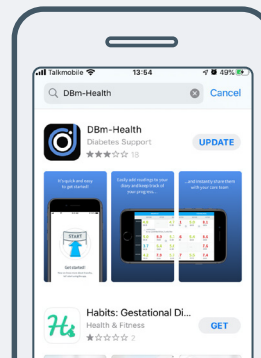 Talkmobile 13:54 49%
DBm-Health Cancel
DBm-Health
Diabetes Support
18
UPDATE
It's quick and easy
to get started!
Easily add readings to your
diary and keep track of
your progress...
...and instantly share them
with your care team
START
Get started!
Habits: Gestational Di...
Health & Fitness
2
GET